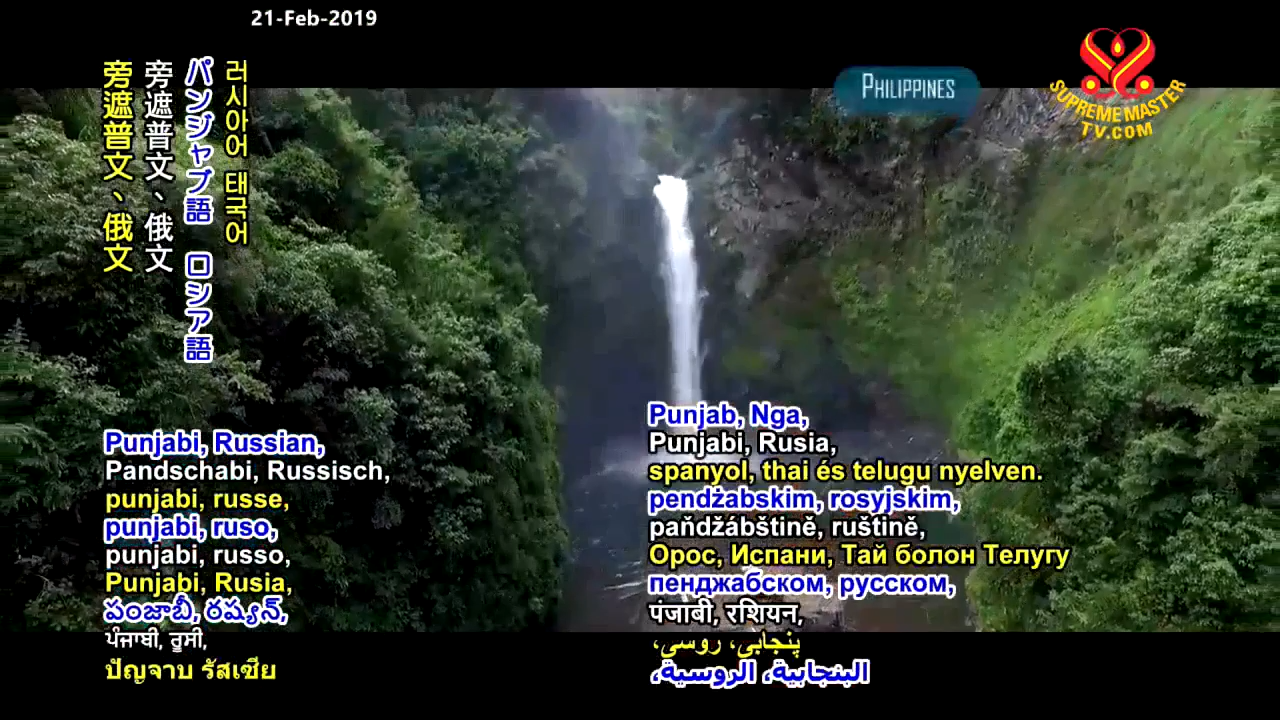 21-Feb-2019
PHILIPPINES
SUPREME MASTER
TV.COM
旁遮普文、俄文
旁遮普文、俄文
パンジャブ語 ロシア語
러시아어 태국어
Punjabi, Russian,
Pandschabi, Russisch,
punjabi, russe,
punjabi, ruso,
punjabi, russo,
Punjabi, Rusia,
పంజాబీ, రష్యన్,
ਪੰਜਾਬੀ, ਰੂਸੀ,
ปัญจาบ รัสเซีย
Punjab, Nga,
Punjabi, Rusia,
spanyol, thai és telugu nyelven.
pendżabskim, rosyjskim,
paňdžábštině, ruštině,
Орос, Испани, Тай болон Телугу
пенджабском, русском,
पंजाबी, रशियन,
پنجابی، روسی،
البنجابية، الروسية،